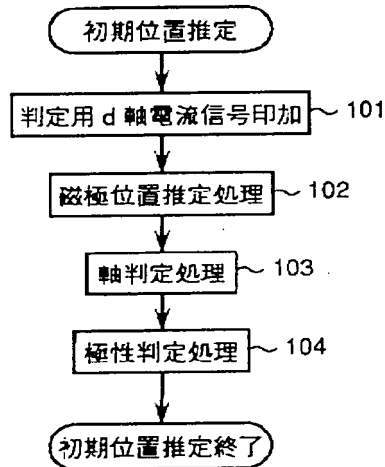 初期位置推定
判定用d軸電流信号印加 101
磁極位置推定処理 102
軸判定処理 103
極性判定処理 104
初期位置推定終了